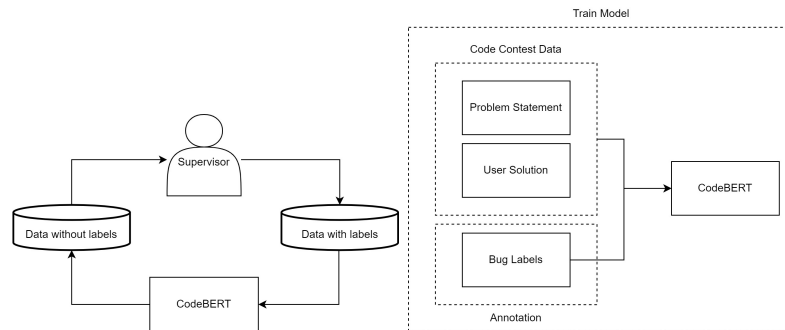 Train Model
Code Contest Data
Problem Statement
Supervisor
User Solution
CodeBERT
Data without labels
Data with labels
Bug Labels
CodeBERT
Annotation